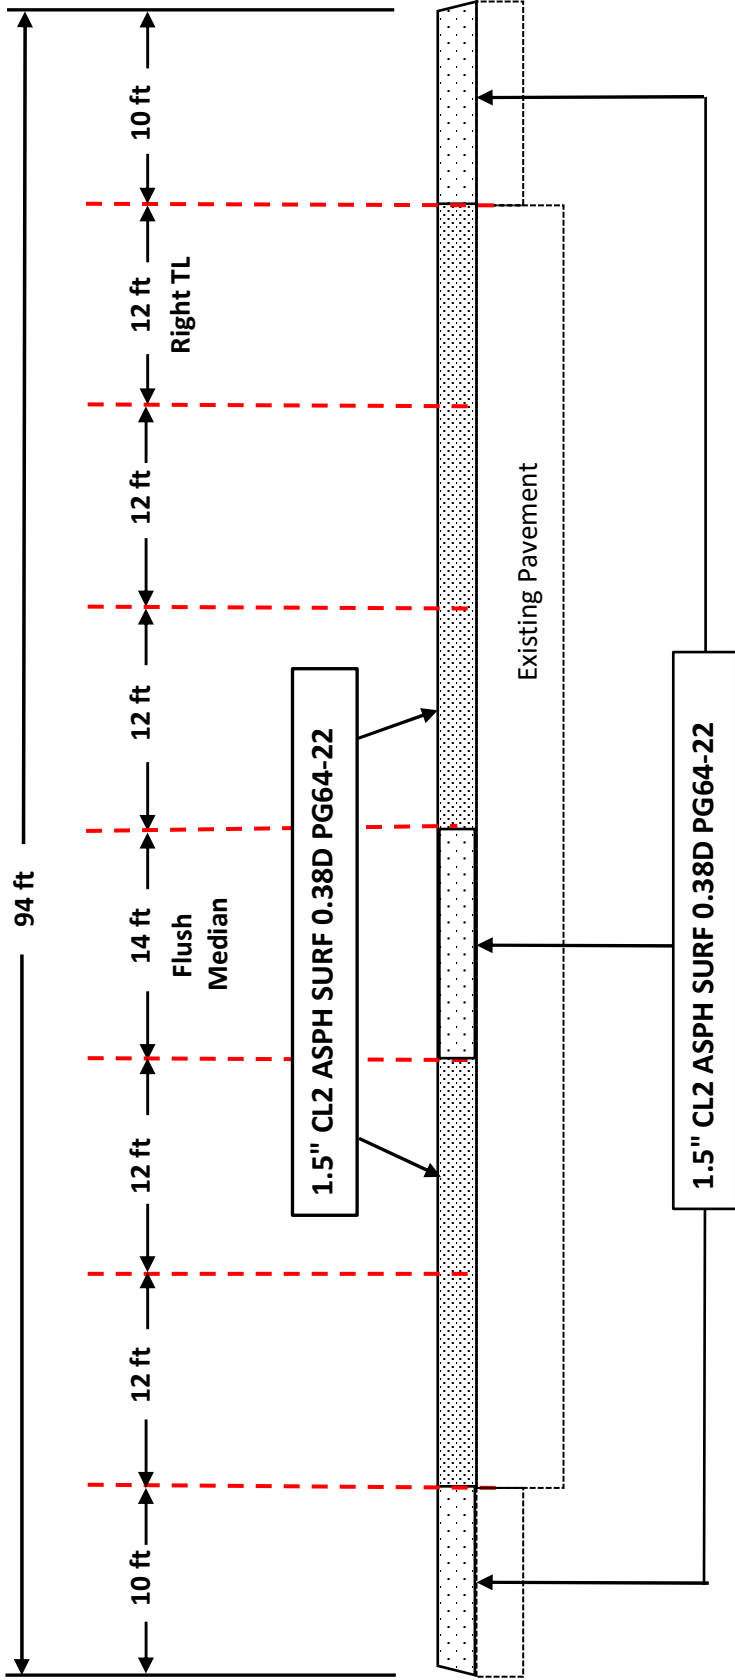 94 ft
10 ft
12 ft
12 ft
14 ft
12 ft
12 ft
12 ft
10 ft
Flush
Median
Right TL
1.5" CL2 ASPH SURF 0.38D PG64-22
Existing Pavement
1.5" CL2 ASPH SURF 0.38D PG64-22